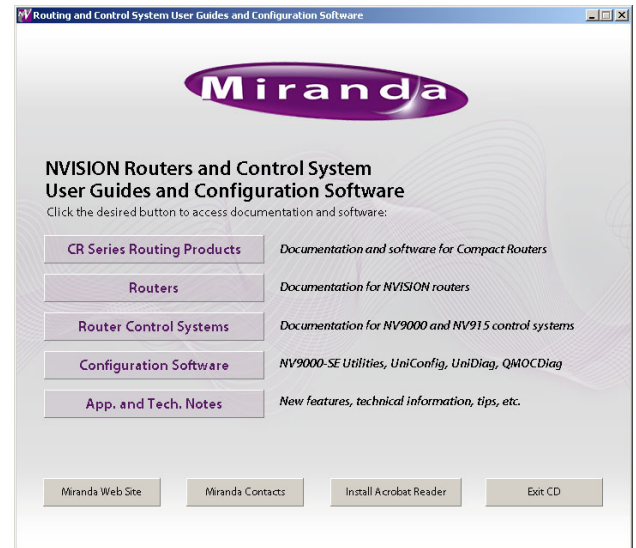 Routing and Control System User Guides and Configuration Software
Miranda
NVISION Routers and Control System
User Guides and Configuration Software
Click the desired button to access documentation and software:
CR Series Routing Products
Documentation and software for Compact Routers
Routers
Documentation for NVISION routers
Router Control Systems
Documentation for NV9000 and NV915 control systems
Configuration Software
NV9000-SE Utilities, UniConfig, UniDiag, QMOCDiag
App. and Tech. Notes
New features, technical information, tips, etc.
Miranda Web Site
Miranda Contacts
Install Acrobat Reader
Exit CD